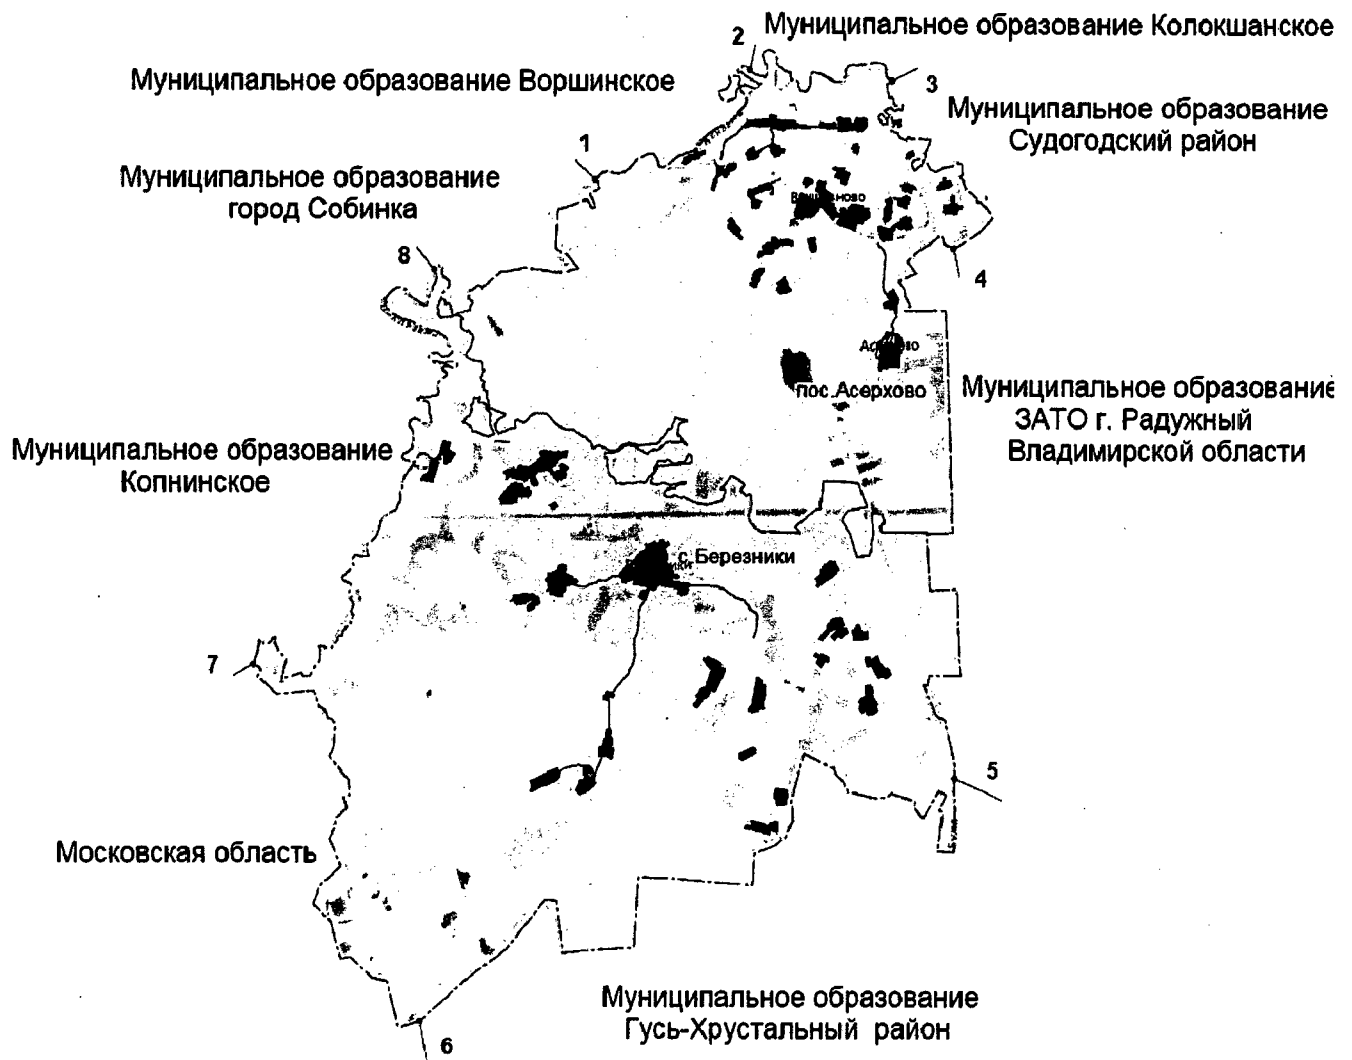 2
Муниципальное образование Колокшанское
Муниципальное образование Воршинское
3
Муниципальное образование
Судогодский район
1
Муниципальное образование
город Собинка
8
4
пос. Асерхово
Муниципальное образование
ЗАТО г. Радужный
Владимирской области
Муниципальное образование
Копнинское
с. Березники
7
5
Московская область
Муниципальное образование
Гусь-Хрустальный район
6